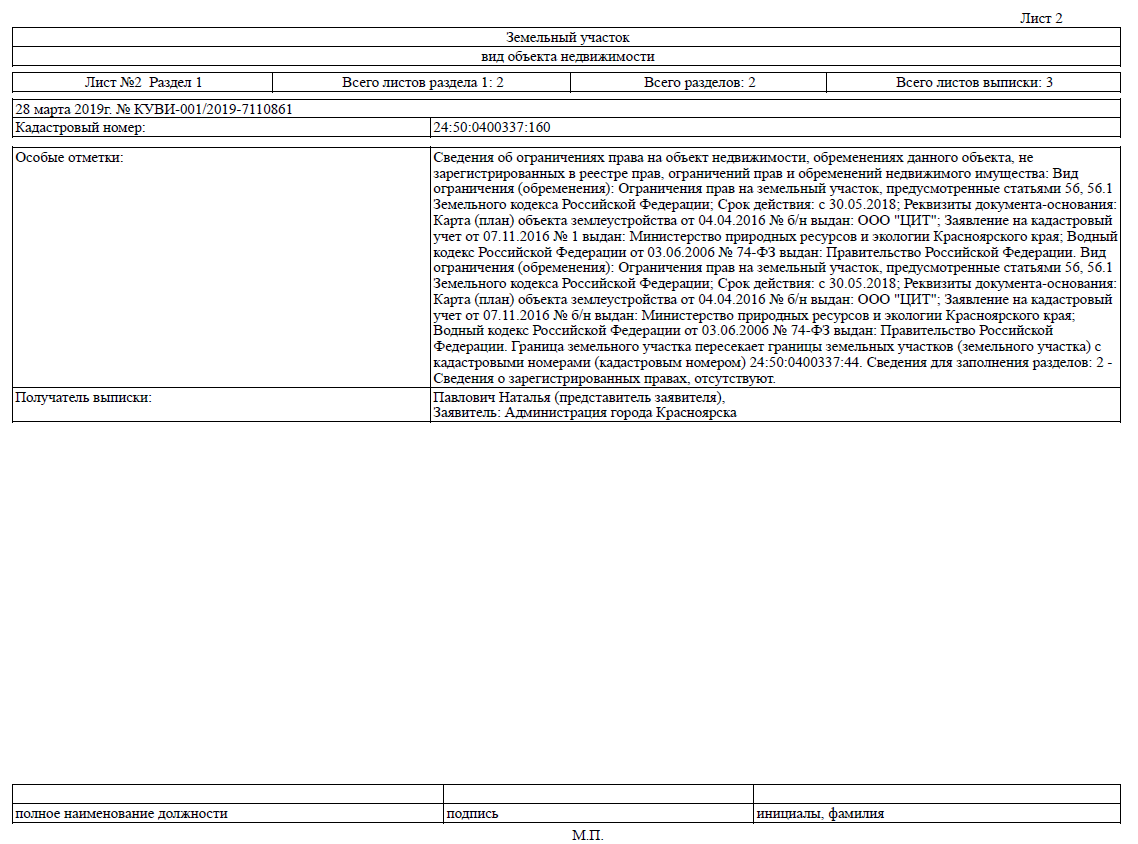 Лист 2
Земельный участок
вид объекта недвижимости
Лист №2 Раздел 1
Всего листов раздела 1: 2
Всего разделов: 2
Всего листов выписки: 3
28 марта 2019г. № КУВИ-001/2019-7110861
Кадастровый номер:
24:50:0400337:160
Особые отметки:
Сведения об ограничениях права на объект недвижимости, обременениях данного объекта, не
зарегистрированных в реестре прав, ограничений прав и обременений недвижимого имущества: Вид
ограничения (обременения): Ограничения прав на земельный участок, предусмотренные статьями 56, 56.1
Земельного кодекса Российской Федерации; Срок действия: с 30.05.2018; Реквизиты документа-основания:
Карта (план) объекта землеустройства от 04.04.2016 № б/н выдан: ООО "ЦИТ"; Заявление на кадастровый
учет от 07.11.2016 № 1 выдан: Министерство природных ресурсов и экологии Красноярского края; Водный
кодекс Российской Федерации от 03.06.2006 № 74-ФЗ выдан: Правительство Российской Федерации. Вид
ограничения (обременения): Ограничения прав на земельный участок, предусмотренные статьями 56, 56.1
Земельного кодекса Российской Федерации; Срок действия: с 30.05.2018; Реквизиты документа-основания:
Карта (план) объекта землеустройства от 04.04.2016 № б/н выдан: ООО "ЦИТ"; Заявление на кадастровый
учет от 07.11.2016 № б/н выдан: Министерство природных ресурсов и экологии Красноярского края;
Водный кодекс Российской Федерации от 03.06.2006 № 74-ФЗ выдан: Правительство Российской
Федерации. Граница земельного участка пересекает границы земельных участков (земельного участка) с
кадастровыми номерами (кадастровым номером) 24:50:0400337:44. Сведения для заполнения разделов: 2 -
Сведения о зарегистрированных правах, отсутствуют.
Получатель выписки:
Павлович Наталья (представитель заявителя),
Заявитель: Администрация города Красноярска
полное наименование должности
подпись
инициалы, фамилия
М.П.